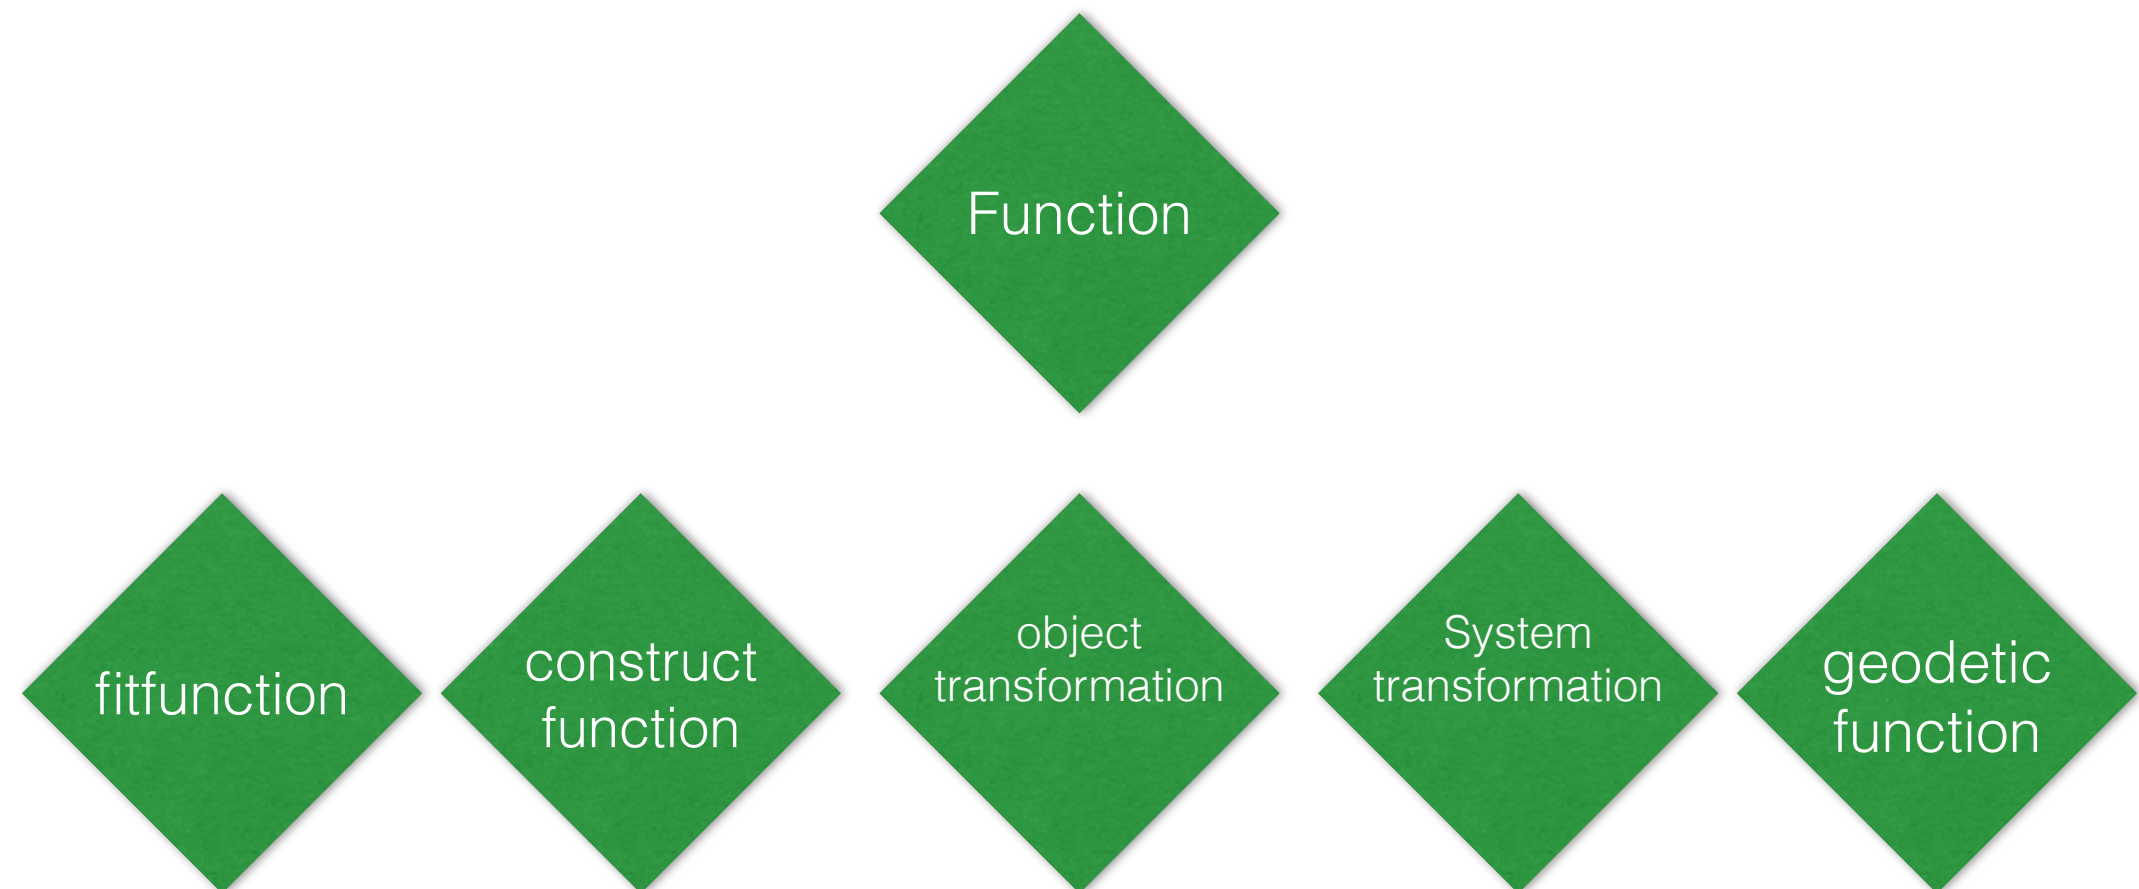 Function
fitfunction
construct
function
object
transformation
System
transformation
geodetic
function